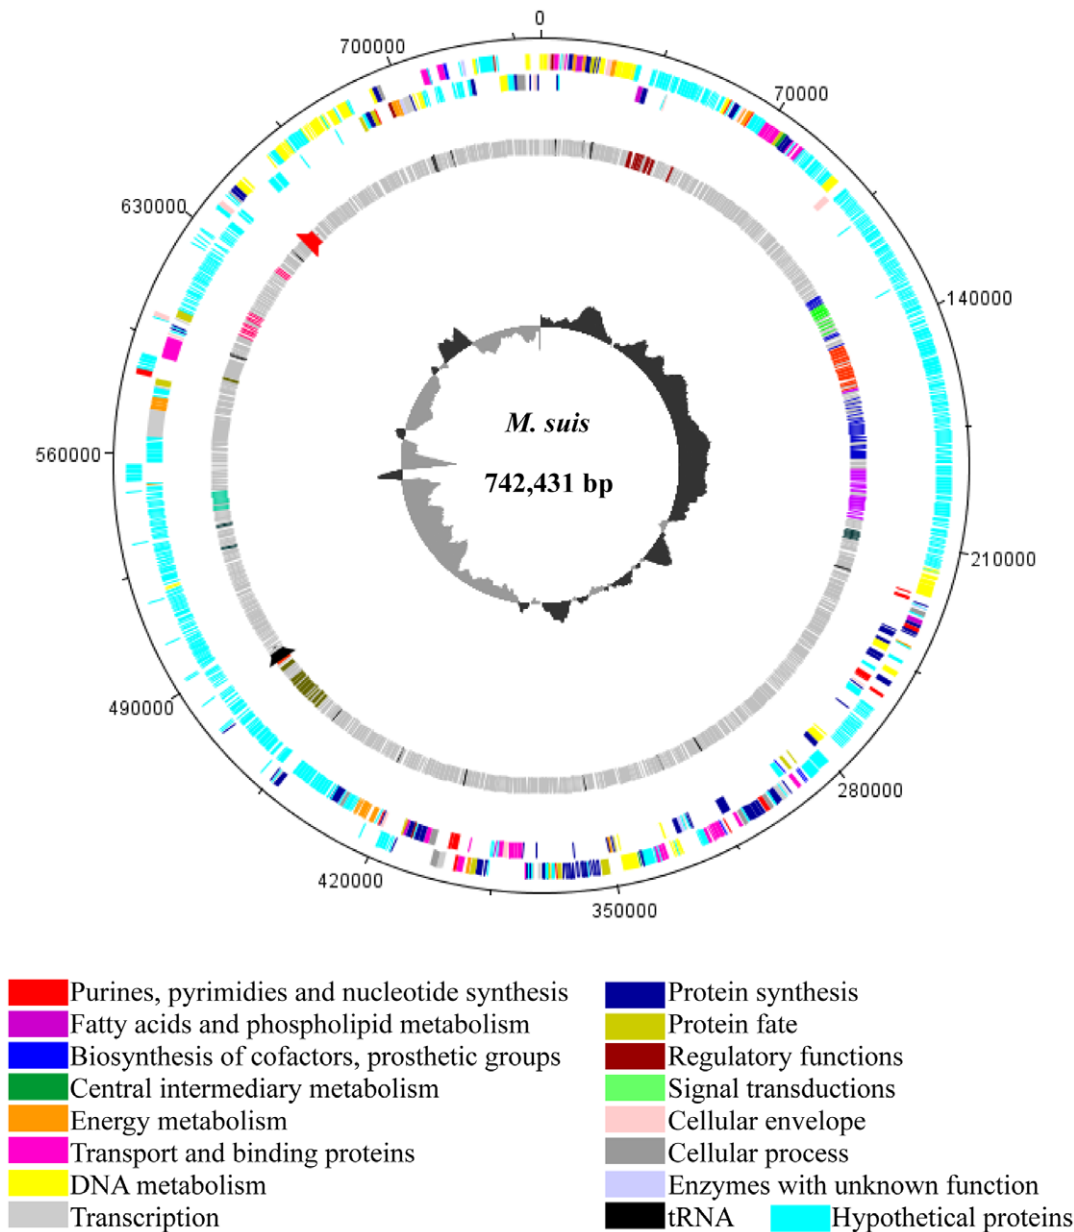 0
700000
70000
630000
140000
M. suis
560000
742,431 bp
210000
490000
280000
420000
350000
Purines, pyrimidies and nucleotide synthesis
Protein synthesis
Fatty acids and phospholipid metabolism
Protein fate
Biosynthesis of cofactors, prosthetic groups
Regulatory functions
Central intermediary metabolism
Signal transductions
Energy metabolism
Cellular envelope
Transport and binding proteins
Cellular process
DNA metabolism
Enzymes with unknown function
Transcription
tRNA
Hypothetical proteins